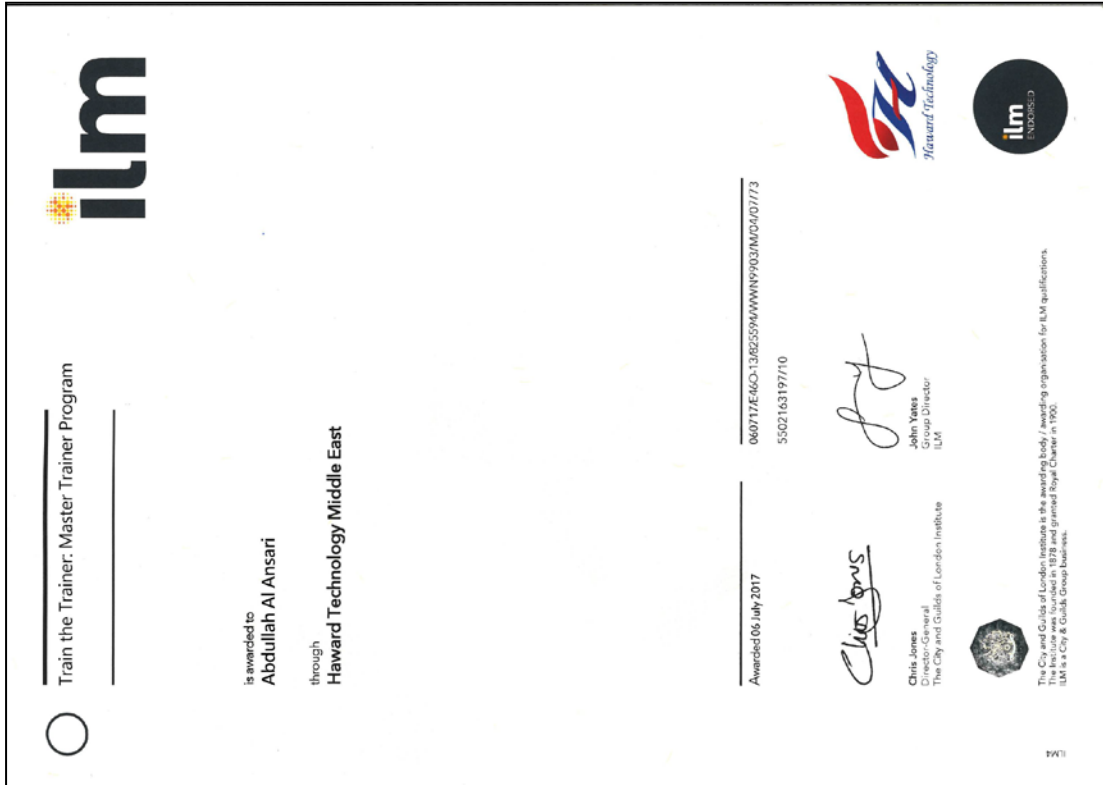 ilm
Train the Trainer: Master Trainer Program
is awarded to
Abdullah Al Ansari
through
Haward Technology Middle East
Awarded 06 July 2017
060717/E46O-13/825594/WWN9903/M/04/07/73
5502163197/10
Chris Jones
Chris Jones
Director-General
The City and Guilds of London Institute
John Yates
Group Director
ILM
Haward Technology
ilm
ENDORSED
The City and Guilds of London Institute is the awarding body / awarding organisation for ILM qualifications.
The Institute was founded in 1878 and granted Royal Charter in 1900.
ILM is a City & Guilds Group business.
ILM4